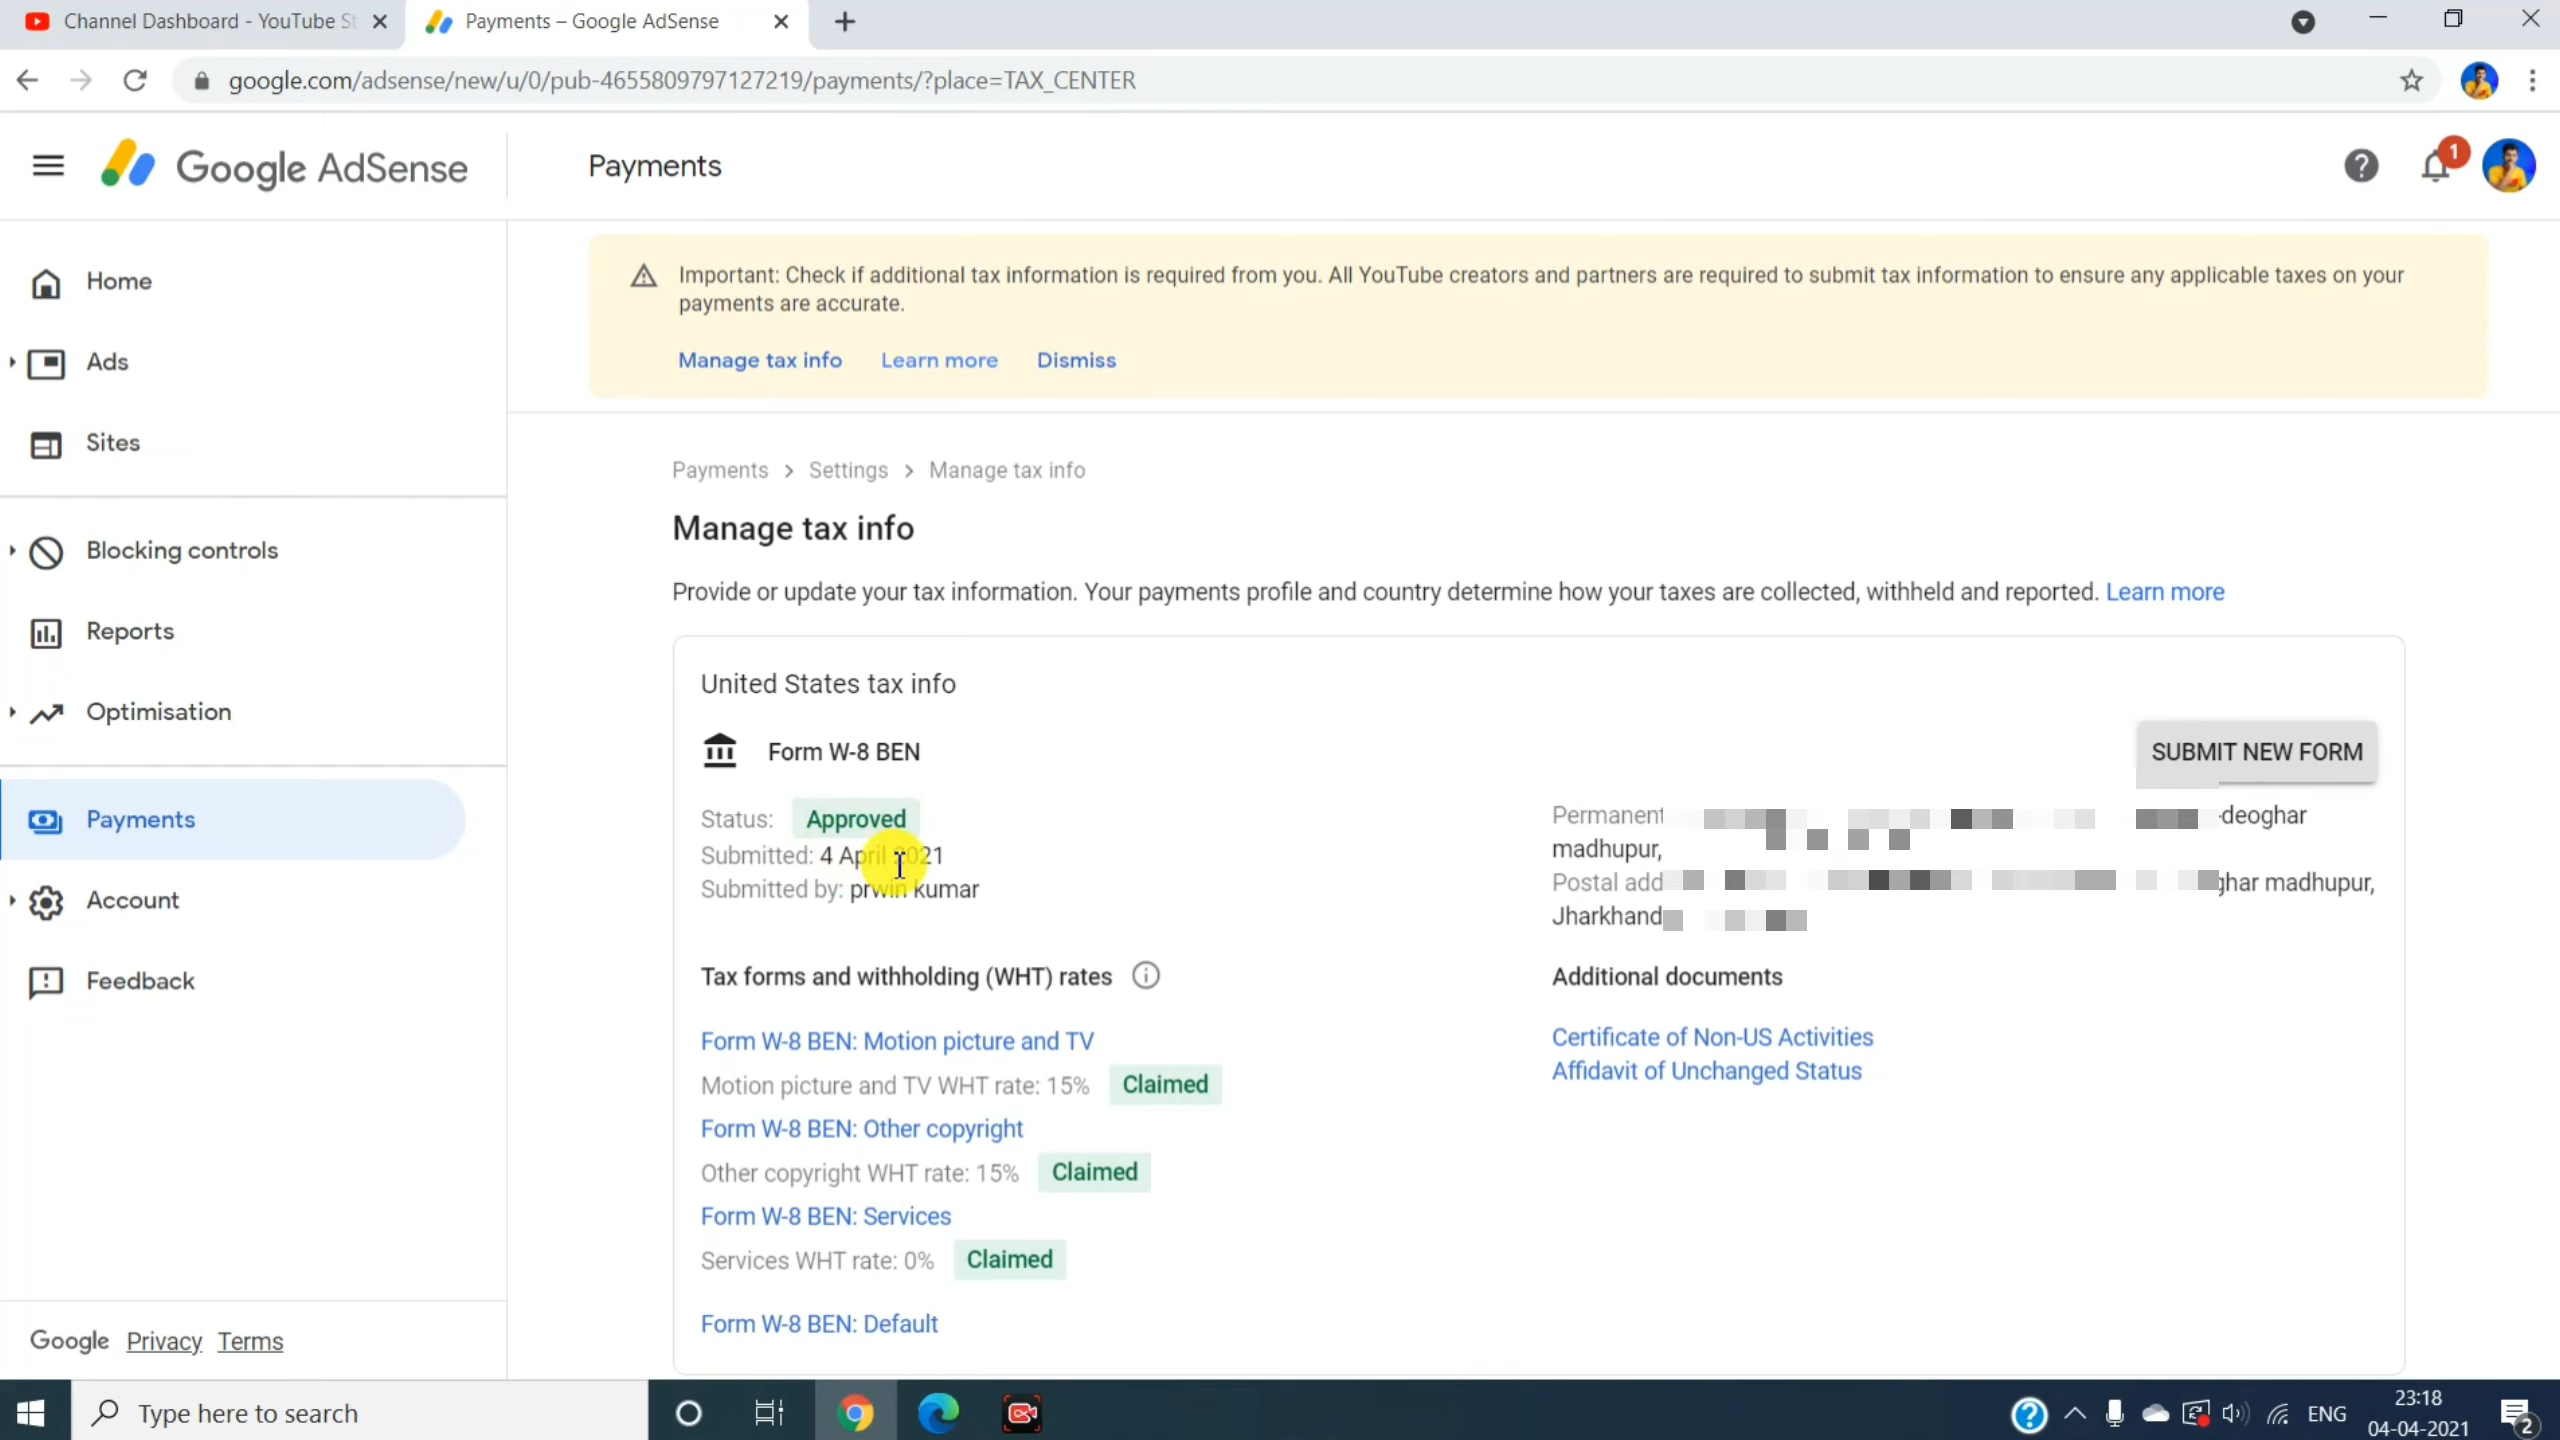 Channel Dashboard - YouTube St
Payments – Google AdSense
google.com/adsense/new/u/0/pub-4655809797127219/payments/?place=TAX_CENTER
Google AdSense
Payments
1
Home
Ads
Sites
Blocking controls
Reports
Optimisation
Payments
Account
Feedback
Google Privacy Terms
Important: Check if additional tax information is required from you. All YouTube creators and partners are required to submit tax information to ensure any applicable taxes on your
payments are accurate.
Manage tax info Learn more Dismiss
Payments > Settings > Manage tax info
Manage tax info
Provide or update your tax information. Your payments profile and country determine how your taxes are collected, withheld and reported. Learn more
United States tax info
Form W-8 BEN
SUBMIT NEW FORM
Status: Approved
Submitted: 4 April 2021
Submitted by: prwin kumar
Permanent -deoghar
madhupur,
Postal add ghar madhupur,
Jharkhand
Tax forms and withholding (WHT) rates
Form W-8 BEN: Motion picture and TV
Motion picture and TV WHT rate: 15% Claimed
Form W-8 BEN: Other copyright
Other copyright WHT rate: 15% Claimed
Form W-8 BEN: Services
Services WHT rate: 0% Claimed
Form W-8 BEN: Default
Additional documents
Certificate of Non-US Activities
Affidavit of Unchanged Status
Type here to search
ENG
23:18
04-04-2021
2